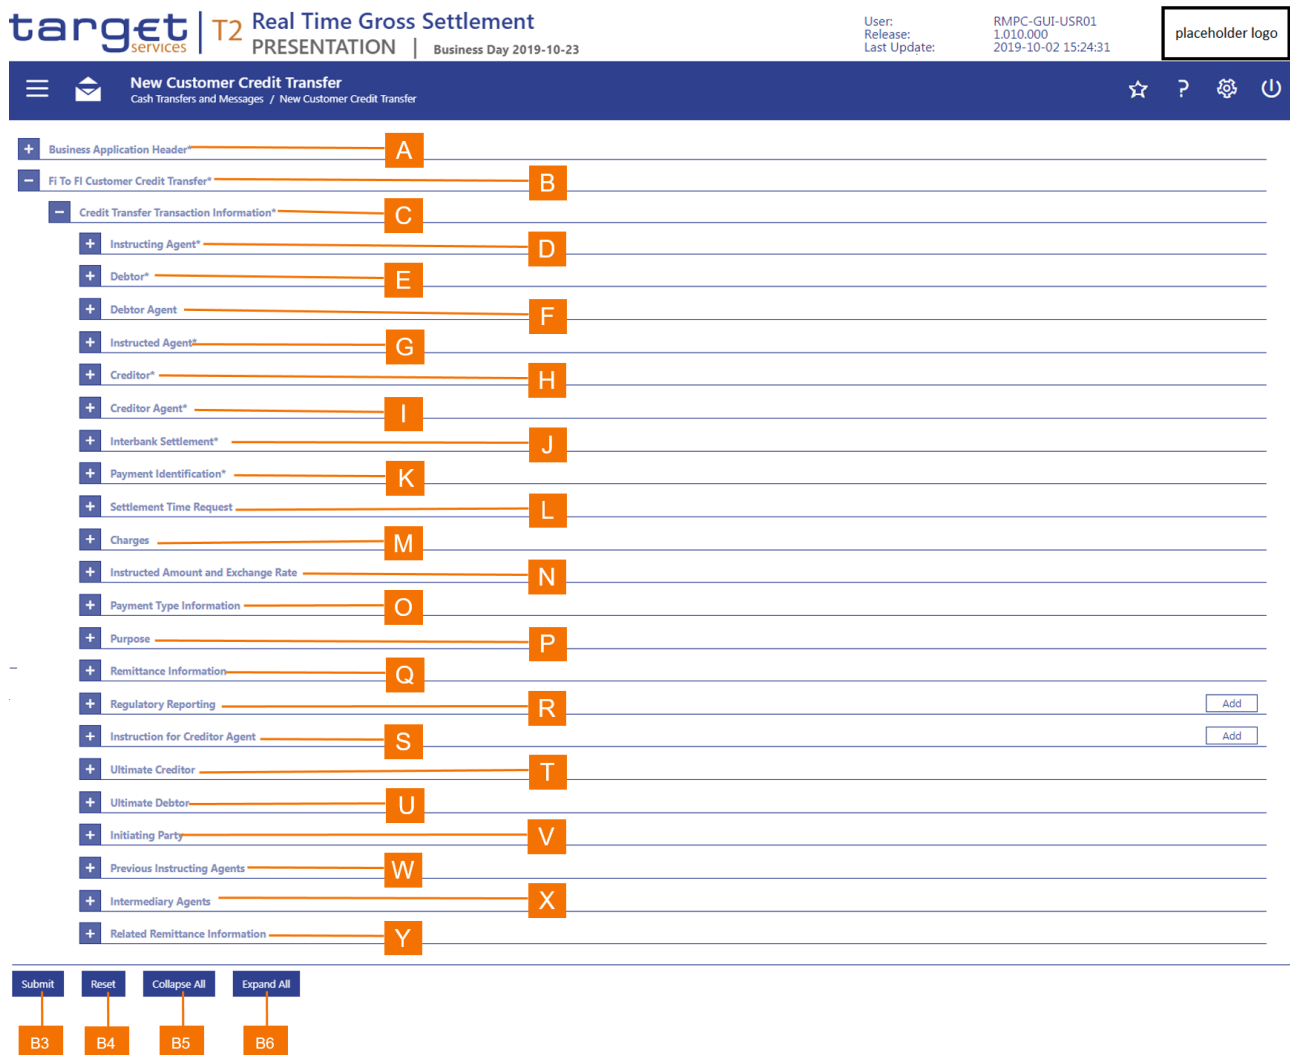 target services T2 Real Time Gross Settlement
PRESENTATION | Business Day 2019-10-23
User: RMPC-GUI-USR01
Release: 1.010.000
Last Update: 2019-10-02 15:24:31
placeholder logo
New Customer Credit Transfer
Cash Transfers and Messages / New Customer Credit Transfer
?
+ Business Application Header* A
− Fi To FI Customer Credit Transfer* B
− Credit Transfer Transaction Information* C
+ Instructing Agent* D
+ Debtor* E
+ Debtor Agent F
+ Instructed Agent* G
+ Creditor* H
+ Creditor Agent* I
+ Interbank Settlement* J
+ Payment Identification* K
+ Settlement Time Request L
+ Charges M
+ Instructed Amount and Exchange Rate N
+ Payment Type Information O
+ Purpose P
+ Remittance Information Q
+ Regulatory Reporting R Add
+ Instruction for Creditor Agent S Add
+ Ultimate Creditor T
+ Ultimate Debtor U
+ Initiating Party V
+ Previous Instructing Agents W
+ Intermediary Agents X
+ Related Remittance Information Y
Submit Reset Collapse All Expand All
B3 B4 B5 B6